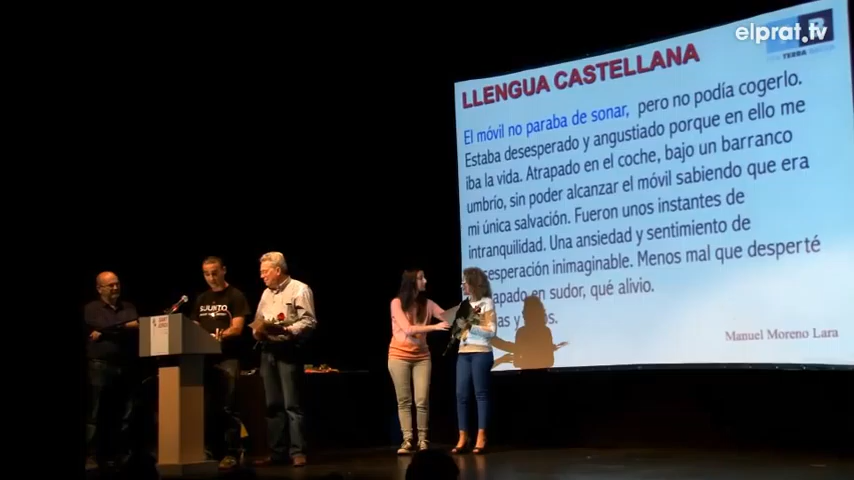 elprat.tv
LLENGUA CASTELLANA
El móvil no paraba de sonar, pero no podía cogerlo.
Estaba desesperado y angustiado porque en ello me
iba la vida. Atrapado en el coche, bajo un barranco
umbrío, sin poder alcanzar el móvil sabiendo que era
mi única salvación. Fueron unos instantes de
intranquilidad. Una ansiedad y sentimiento de
desesperación inimaginable. Menos mal que desperté
en sudor, qué alivio.
y
Manuel Moreno Lara
SUUNTO